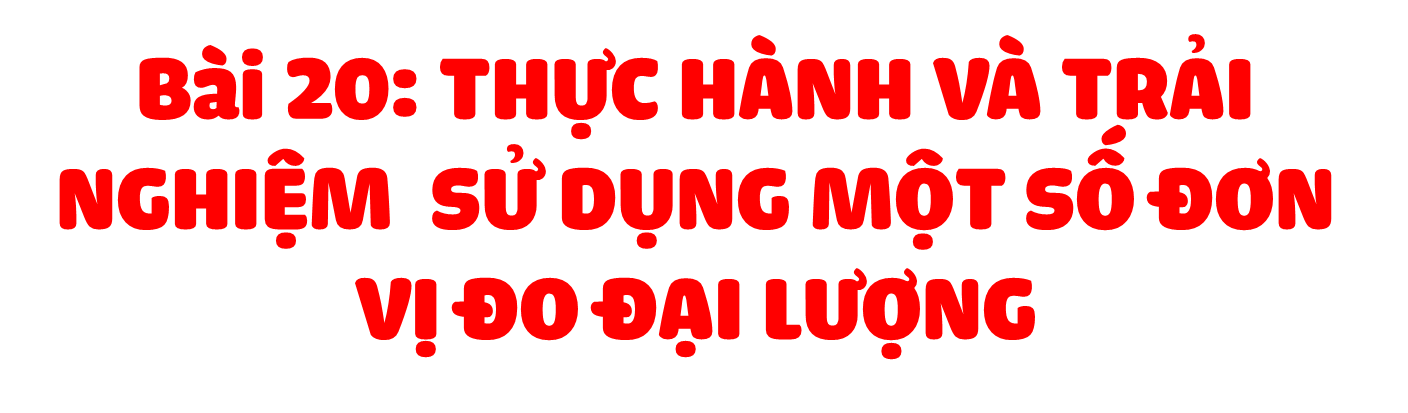 Bài 20: THỰC HÀNH VÀ TRẢI
NGHIỆM SỬ DỤNG MỘT SỐ ĐƠN
VỊ ĐO ĐẠI LƯỢNG